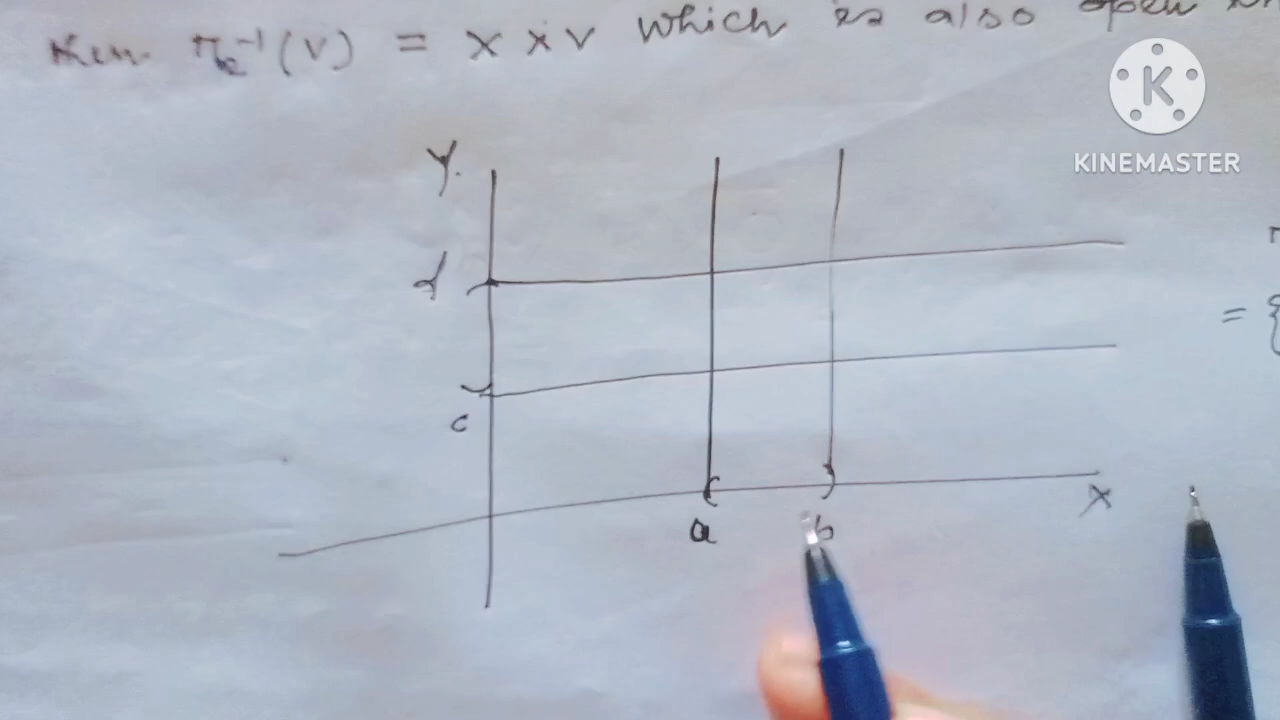 then π₂⁻¹(V) = X × V which is also open
K
KINEMASTER
Y
d
= {
c
X
a
b